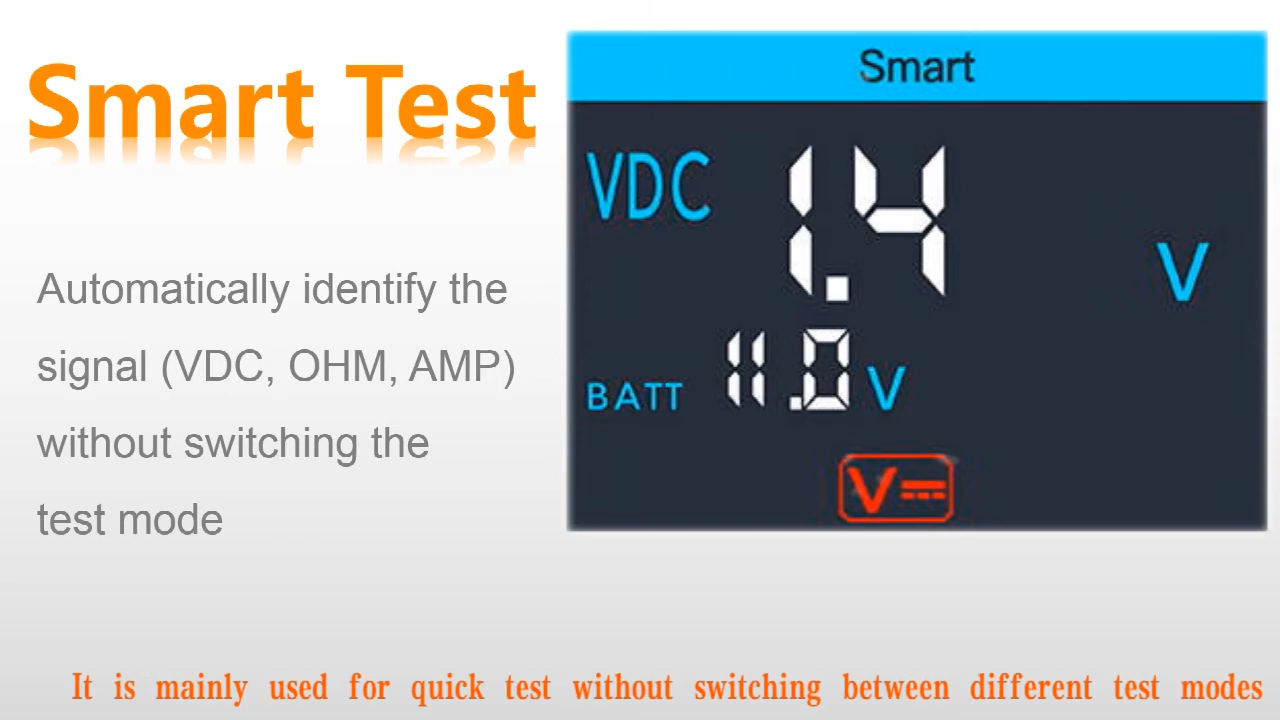 Smart Test
Automatically identify the
signal (VDC, OHM, AMP)
without switching the
test mode
Smart
VDC 1.4 V
BATT 11.0 V
V
It is mainly used for quick test without switching between different test modes